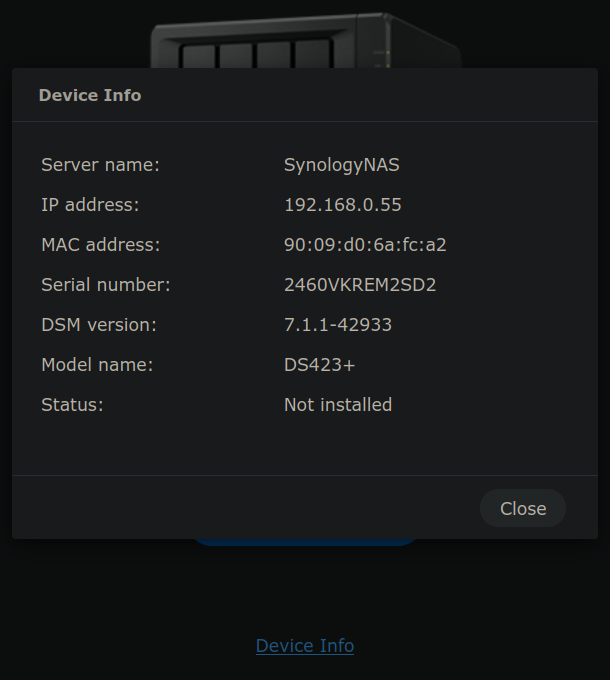 Device Info
Server name: SynologyNAS
IP address: 192.168.0.55
MAC address: 90:09:d0:6a:fc:a2
Serial number: 2460VKREM2SD2
DSM version: 7.1.1-42933
Model name: DS423+
Status: Not installed
Close
Device Info